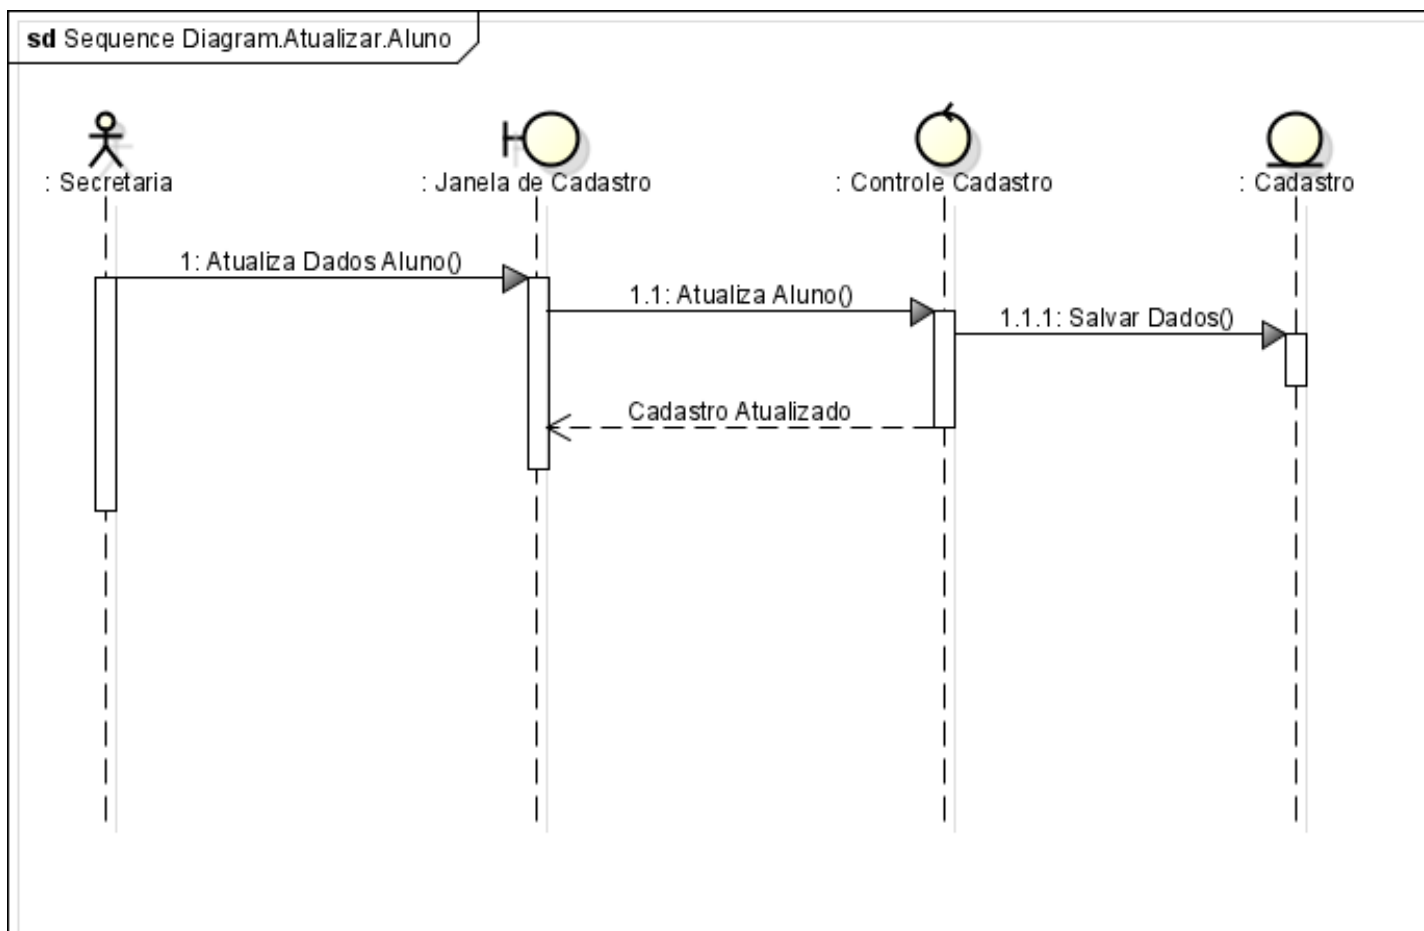 sd Sequence Diagram.Atualizar.Aluno
: Secretaria
: Janela de Cadastro
: Controle Cadastro
: Cadastro
1: Atualiza Dados Aluno()
1.1: Atualiza Aluno()
1.1.1: Salvar Dados()
Cadastro Atualizado